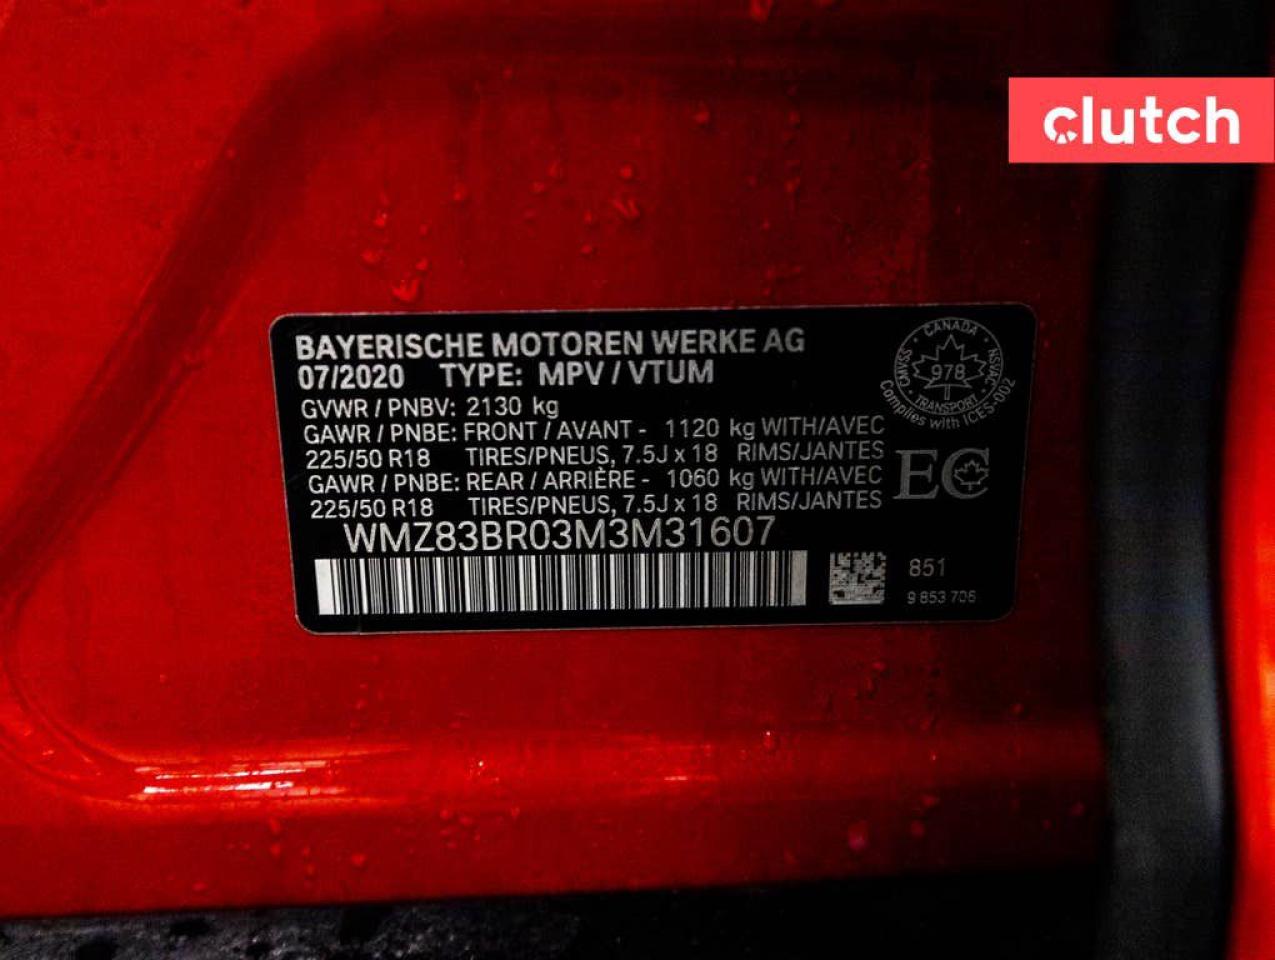 clutch
BAYERISCHE MOTOREN WERKE AG
07/2020 TYPE: MPV / VTUM
GVWR / PNBV: 2130 kg
GAWR / PNBE: FRONT / AVANT - 1120 kg WITH/AVEC
225/50 R18 TIRES/PNEUS, 7.5J x 18 RIMS/JANTES
GAWR / PNBE: REAR / ARRIÈRE - 1060 kg WITH/AVEC
225/50 R18 TIRES/PNEUS, 7.5J x 18 RIMS/JANTES
WMZ83BR03M3M31607
CANADA
CMVSS 978 NSVAC
TRANSPORT
Complies with ICES-002
EC
851
9 853 706